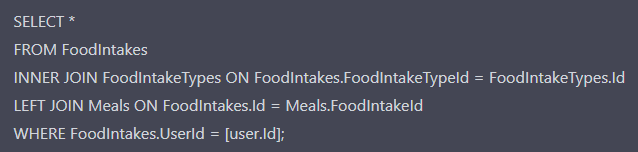 SELECT *
FROM FoodIntakes
INNER JOIN FoodIntakeTypes ON FoodIntakes.FoodIntakeTypeId = FoodIntakeTypes.Id
LEFT JOIN Meals ON FoodIntakes.Id = Meals.FoodIntakeId
WHERE FoodIntakes.UserId = [user.Id];